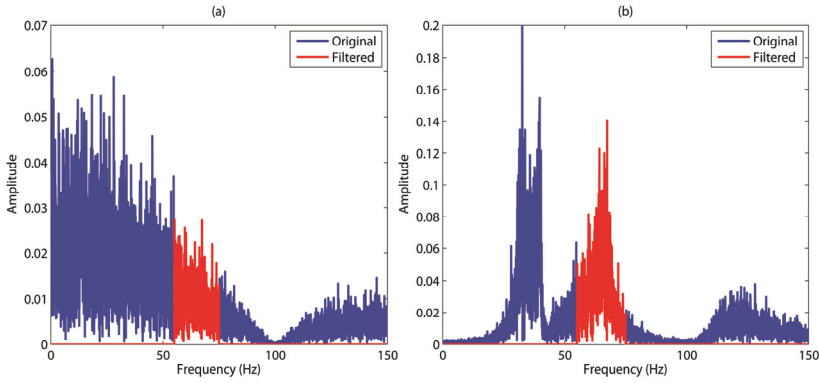 (a)
0.07
0.06
0.05
0.04
0.03
0.02
0.01
0
Amplitude
0
50
100
150
Frequency (Hz)
Original
Filtered
(b)
0.2
0.18
0.16
0.14
0.12
0.1
0.08
0.06
0.04
0.02
0
Amplitude
0
50
100
150
Frequency (Hz)
Original
Filtered